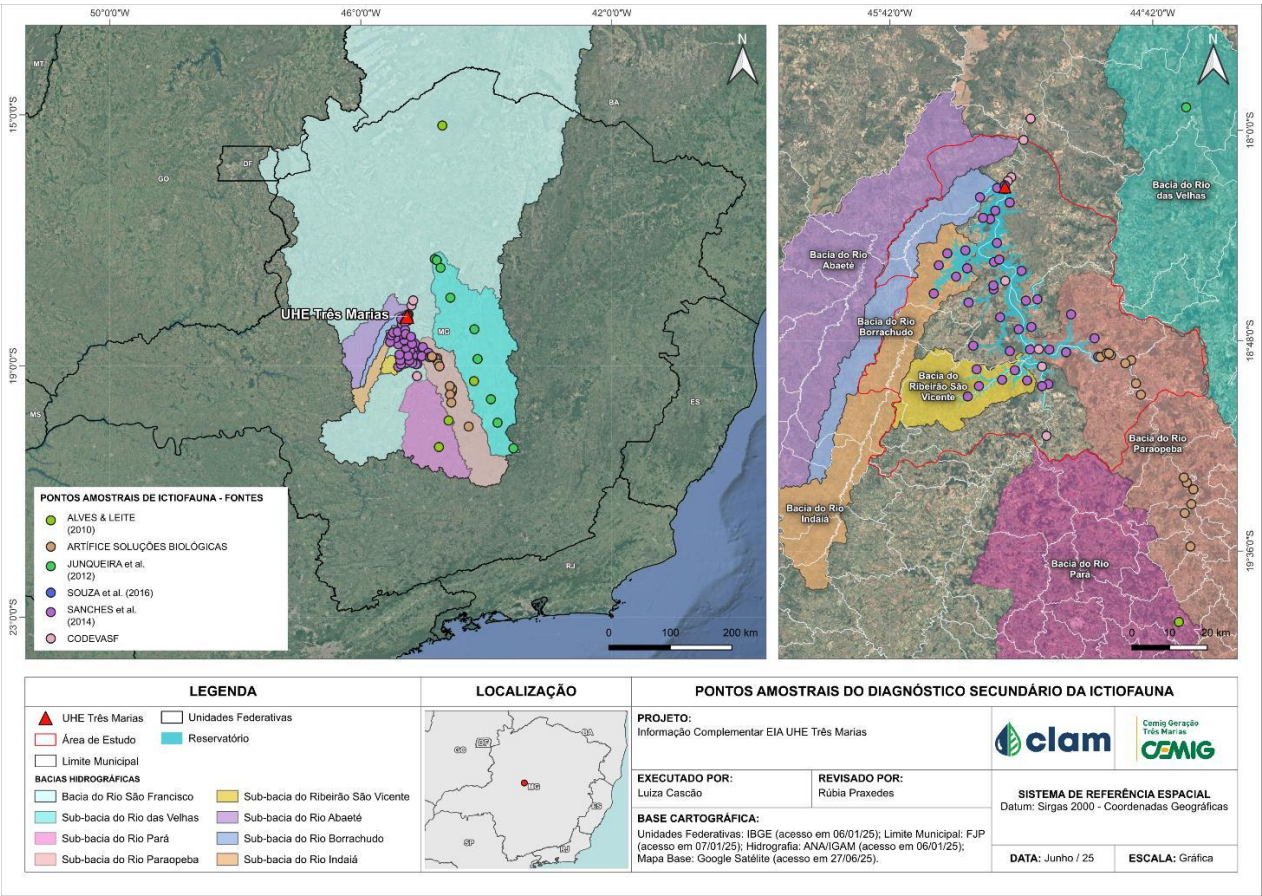 50°0'0"W
46°0'0"W
42°0'0"W
15°0'0"S
19°0'0"S
23°0'0"S
MT
DF
GO
BA
MG
MS
ES
RJ
N
UHE Três Marias
PONTOS AMOSTRAIS DE ICTIOFAUNA - FONTES
ALVES & LEITE
(2010)
ARTÍFICE SOLUÇÕES BIOLÓGICAS
JUNQUEIRA et al.
(2012)
SOUZA et al. (2016)
SANCHES et al.
(2014)
CODEVASF
0 100 200 km
45°42'0"W
44°42'0"W
18°0'0"S
18°48'0"S
19°36'0"S
N
Bacia do Rio
das Velhas
Bacia do Rio
Abaeté
Bacia do Rio
Borrachudo
Bacia do
Ribeirão São
Vicente
Bacia do Rio
Paraopeba
Bacia do Rio
Indaiá
Bacia do Rio
Pará
0 10 20 km
LEGENDA
UHE Três Marias
Unidades Federativas
Área de Estudo
Reservatório
Limite Municipal
BACIAS HIDROGRÁFICAS
Bacia do Rio São Francisco
Sub-bacia do Ribeirão São Vicente
Sub-bacia do Rio das Velhas
Sub-bacia do Rio Abaeté
Sub-bacia do Rio Pará
Sub-bacia do Rio Borrachudo
Sub-bacia do Rio Paraopeba
Sub-bacia do Rio Indaiá
LOCALIZAÇÃO
GO
DF
BA
MG
ES
SP
RJ
PONTOS AMOSTRAIS DO DIAGNÓSTICO SECUNDÁRIO DA ICTIOFAUNA
PROJETO:
Informação Complementar EIA UHE Três Marias
clam
Cemig Geração
Três Marias
CEMIG
EXECUTADO POR:
Luiza Cascão
REVISADO POR:
Rúbia Praxedes
BASE CARTOGRÁFICA:
Unidades Federativas: IBGE (acesso em 06/01/25); Limite Municipal: FJP
(acesso em 07/01/25); Hidrografia: ANA/IGAM (acesso em 06/01/25);
Mapa Base: Google Satélite (acesso em 27/06/25).
SISTEMA DE REFERÊNCIA ESPACIAL
Datum: Sirgas 2000 - Coordenadas Geográficas
DATA: Junho / 25
ESCALA: Gráfica